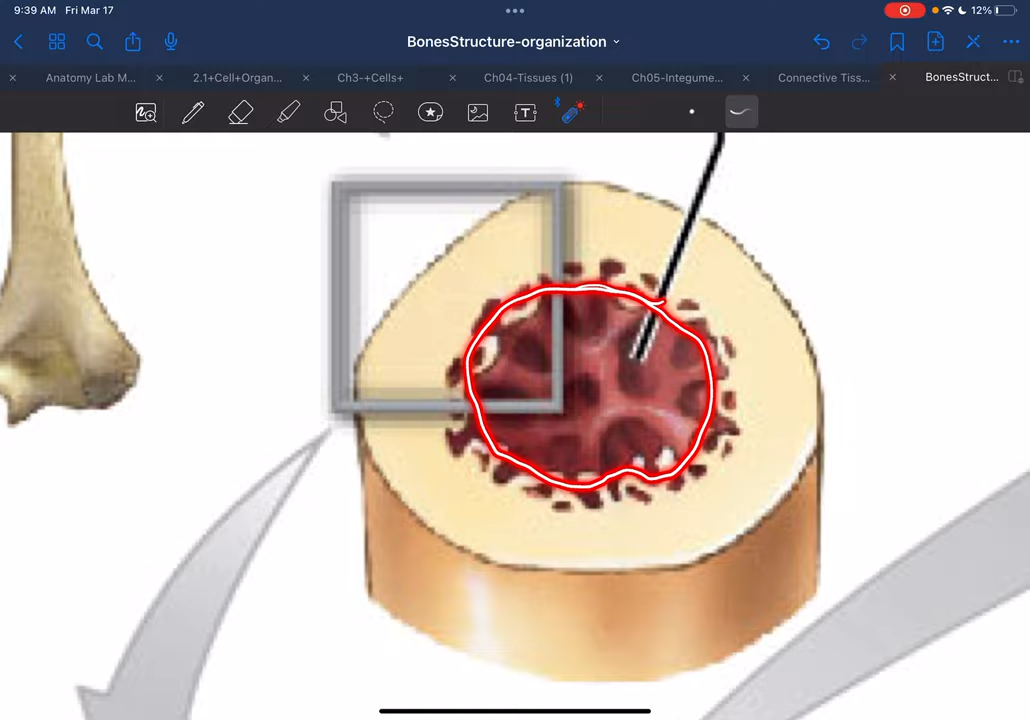 9:39 AM Fri Mar 17
12%
BonesStructure-organization
Anatomy Lab M...
2.1+Cell+Organ...
Ch3-+Cells+
Ch04-Tissues (1)
Ch05-Integume...
Connective Tiss...
BonesStruct...
T